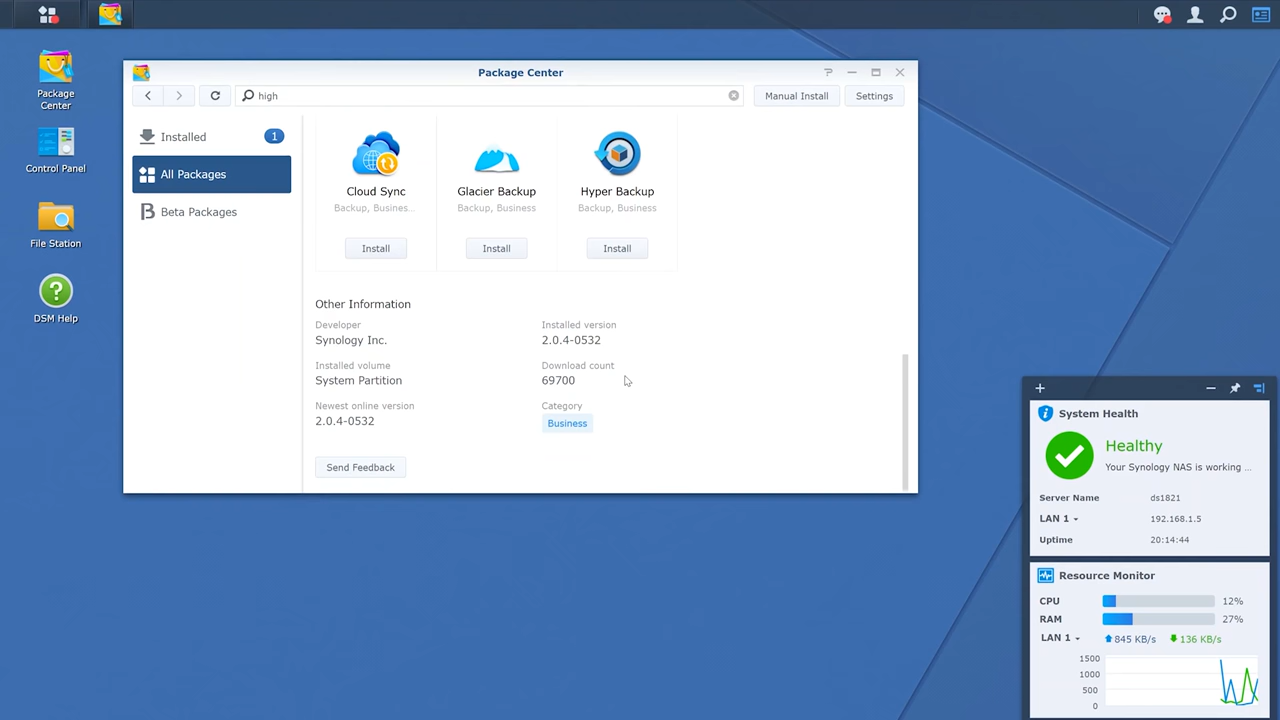 Package Center
Control Panel
File Station
DSM Help
Package Center
high
Manual Install
Settings
Installed
1
All Packages
Beta Packages
Cloud Sync
Backup, Busines...
Install
Glacier Backup
Backup, Business
Install
Hyper Backup
Backup, Business
Install
Other Information
Developer
Synology Inc.
Installed version
2.0.4-0532
Installed volume
System Partition
Download count
69700
Newest online version
2.0.4-0532
Category
Business
Send Feedback
System Health
Healthy
Your Synology NAS is working ...
Server Name ds1821
LAN 1 192.168.1.5
Uptime 20:14:44
Resource Monitor
CPU 12%
RAM 27%
LAN 1 845 KB/s 136 KB/s
1500
1000
500
0